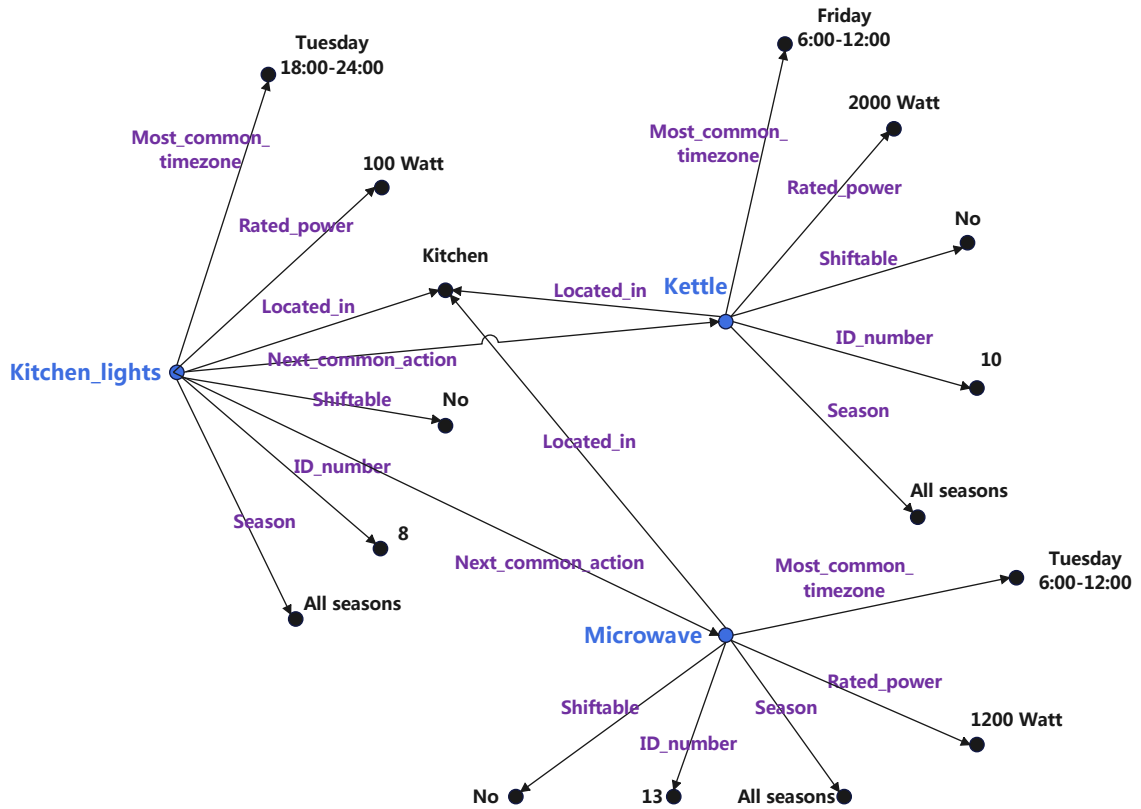 Friday
6:00-12:00
Tuesday
18:00-24:00
2000 Watt
Most_common_
timezone
Most_common_
timezone
100 Watt
Rated_power
Rated_power
No
Kitchen
Shiftable
Kettle
Located_in
Located_in
ID_number
Next_common_action
10
Kitchen_lights
Shiftable
No
Season
Located_in
ID_number
All seasons
Season
8
Next_common_action
Most_common_
timezone
Tuesday
6:00-12:00
All seasons
Microwave
Rated_power
Shiftable
Season
1200 Watt
ID_number
No
13
All seasons